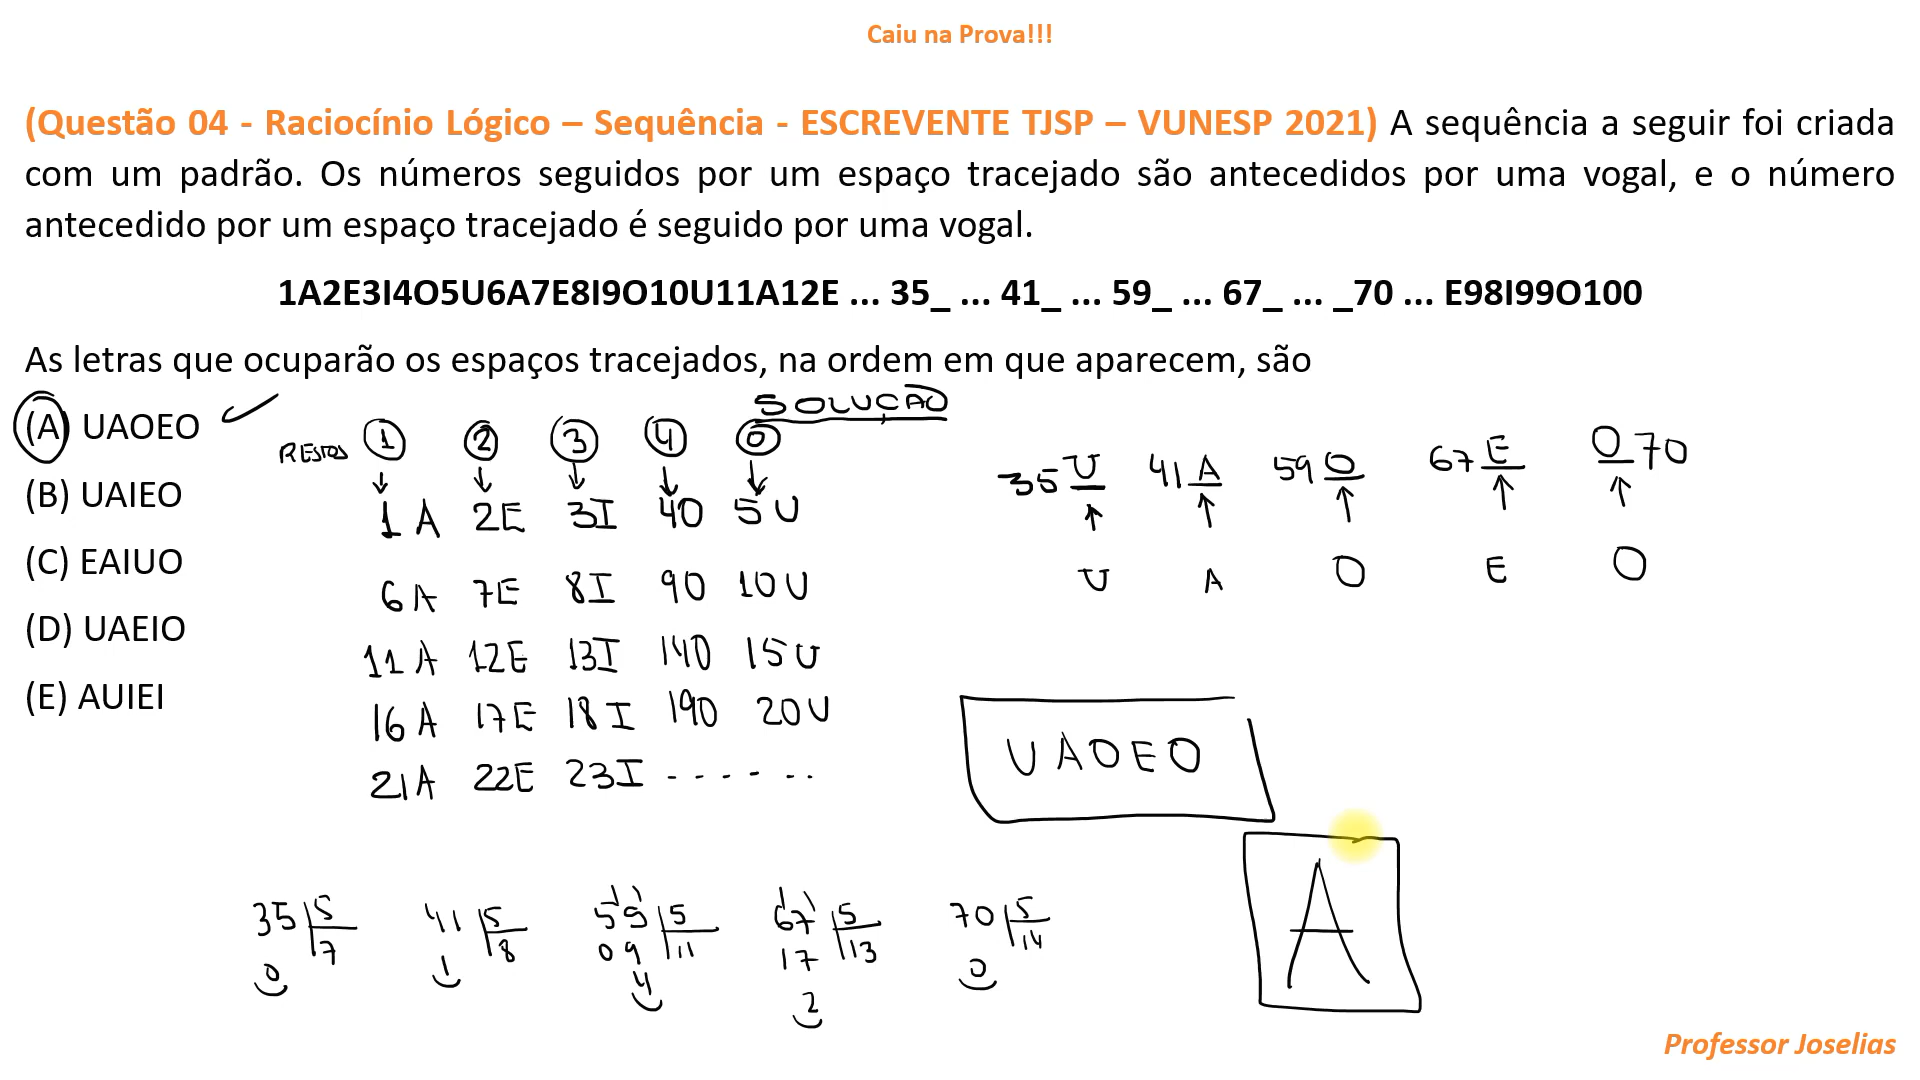 Caiu na Prova!!!
(Questão 04 - Raciocínio Lógico – Sequência - ESCREVENTE TJSP – VUNESP 2021) A sequência a seguir foi criada
com um padrão. Os números seguidos por um espaço tracejado são antecedidos por uma vogal, e o número
antecedido por um espaço tracejado é seguido por uma vogal.
1A2E3I4O5U6A7E8I9O10U11A12E ... 35_ ... 41_ ... 59_ ... 67_ ... _70 ... E98I99O100
As letras que ocuparão os espaços tracejados, na ordem em que aparecem, são
(A) UAOEO
(B) UAIEO
(C) EAIUO
(D) UAEIO
(E) AUIEI
SOLUÇÃO
RESTOS 1 2 3 4 0
1A 2E 3I 4O 5U
6A 7E 8I 9O 10U
11A 12E 13I 14O 15U
16A 17E 18I 19O 20U
21A 22E 23I ......
35U 41A 59O 67E O70
U A O E O
UAOEO
A
35 5 41 5 59 5 67 5 70 5
7 8 09 11 17 13 14
0 1 4 2 0
Professor Joselias